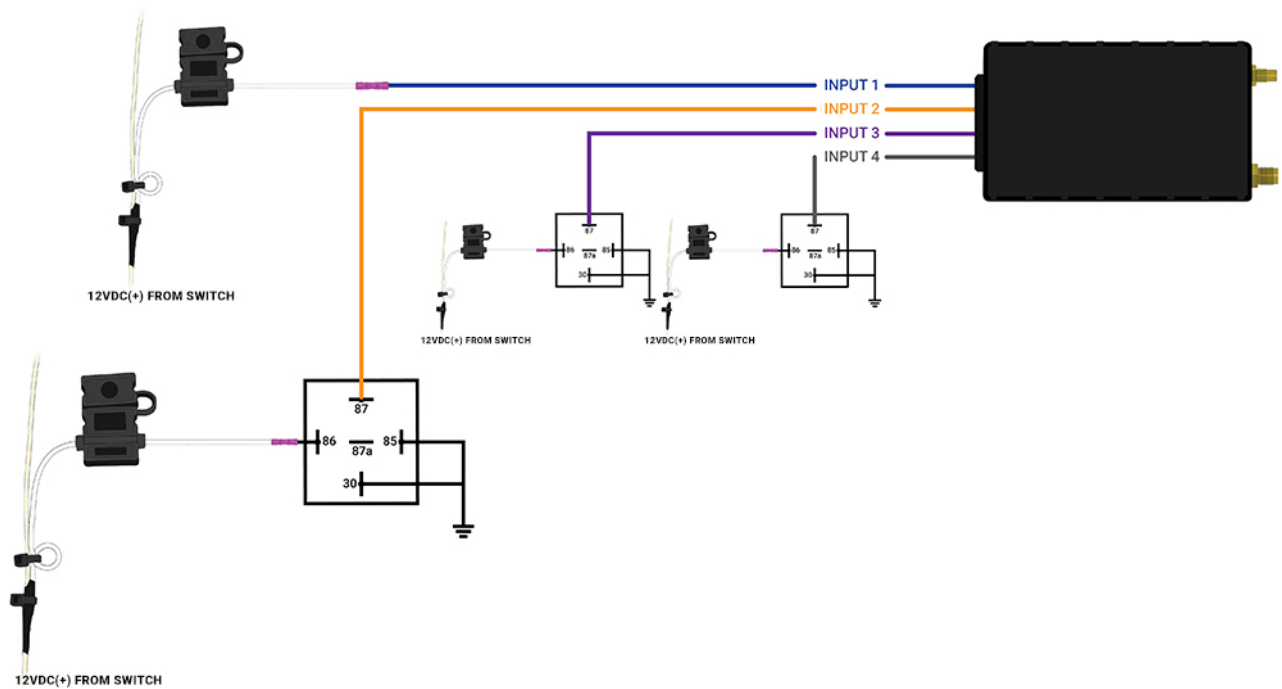 INPUT 1
INPUT 2
INPUT 3
INPUT 4
87
86
87a
85
30
12VDC(+) FROM SWITCH
87
86
87a
85
30
12VDC(+) FROM SWITCH
12VDC(+) FROM SWITCH
87
86
87a
85
30
12VDC(+) FROM SWITCH